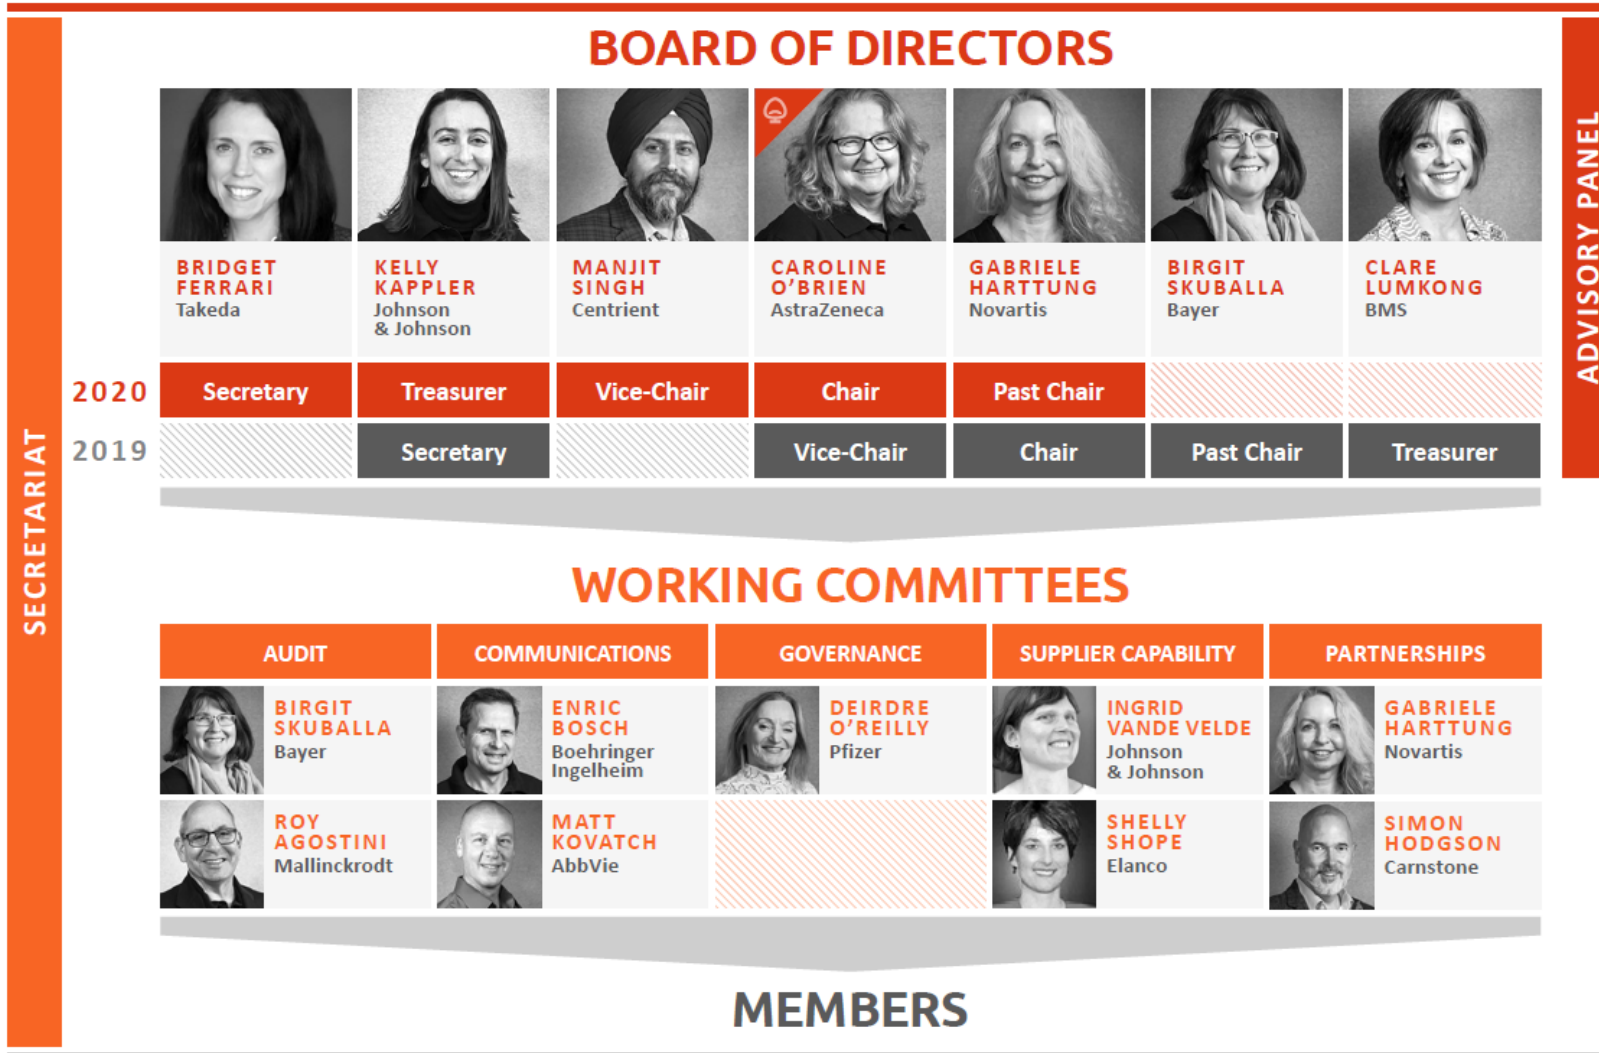 BOARD OF DIRECTORS
SECRETARIAT
ADVISORY PANEL
BRIDGET
FERRARI
Takeda
KELLY
KAPPLER
Johnson
& Johnson
MANJIT
SINGH
Centrient
CAROLINE
O'BRIEN
AstraZeneca
GABRIELE
HARTTUNG
Novartis
BIRGIT
SKUBALLA
Bayer
CLARE
LUMKONG
BMS
2020 Secretary Treasurer Vice-Chair Chair Past Chair
2019 Secretary Vice-Chair Chair Past Chair Treasurer
WORKING COMMITTEES
AUDIT COMMUNICATIONS GOVERNANCE SUPPLIER CAPABILITY PARTNERSHIPS
BIRGIT
SKUBALLA
Bayer
ENRIC
BOSCH
Boehringer
Ingelheim
DEIRDRE
O'REILLY
Pfizer
INGRID
VANDE VELDE
Johnson
& Johnson
GABRIELE
HARTTUNG
Novartis
ROY
AGOSTINI
Mallinckrodt
MATT
KOVATCH
AbbVie
SHELLY
SHOPE
Elanco
SIMON
HODGSON
Carnstone
MEMBERS